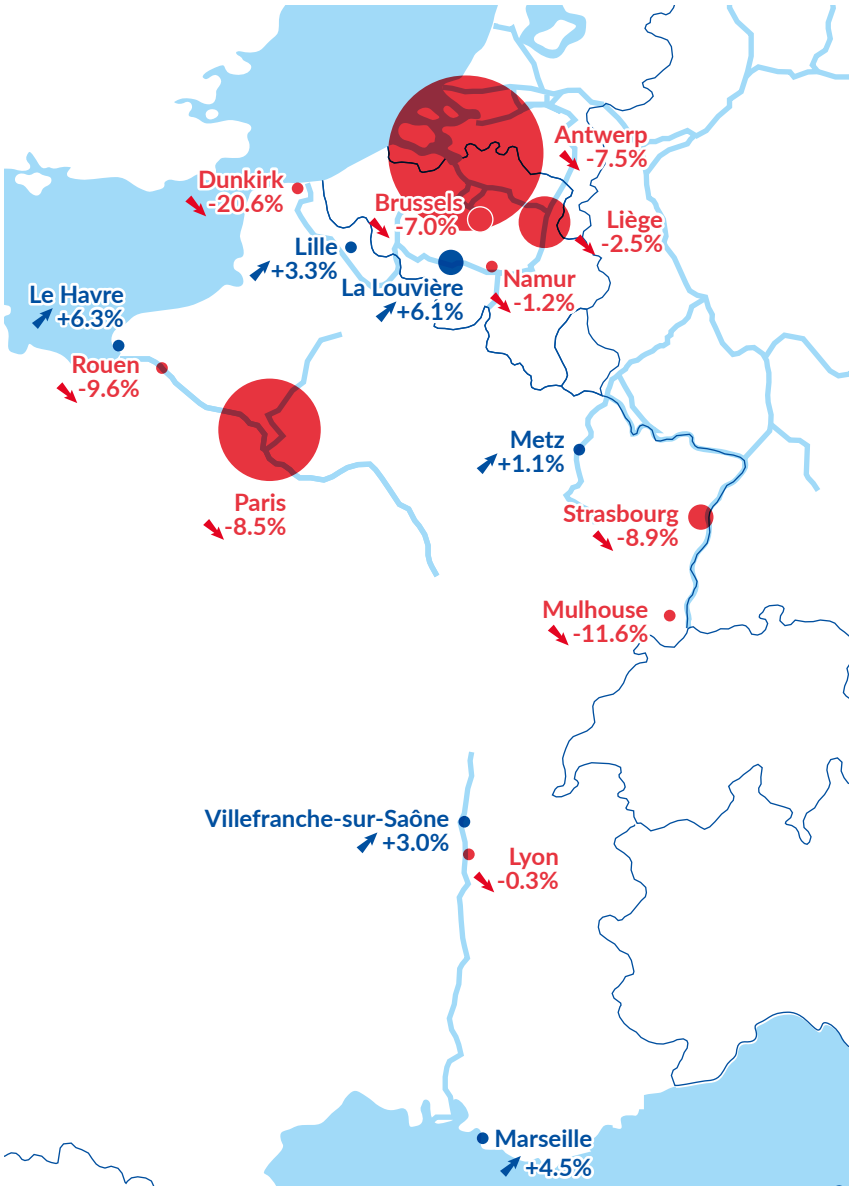 Antwerp
-7.5%
Dunkirk
-20.6%
Brussels
-7.0%
Liège
-2.5%
Lille
+3.3%
La Louvière
+6.1%
Namur
-1.2%
Le Havre
+6.3%
Rouen
-9.6%
Metz
+1.1%
Paris
-8.5%
Strasbourg
-8.9%
Mulhouse
-11.6%
Villefranche-sur-Saône
+3.0%
Lyon
-0.3%
Marseille
+4.5%